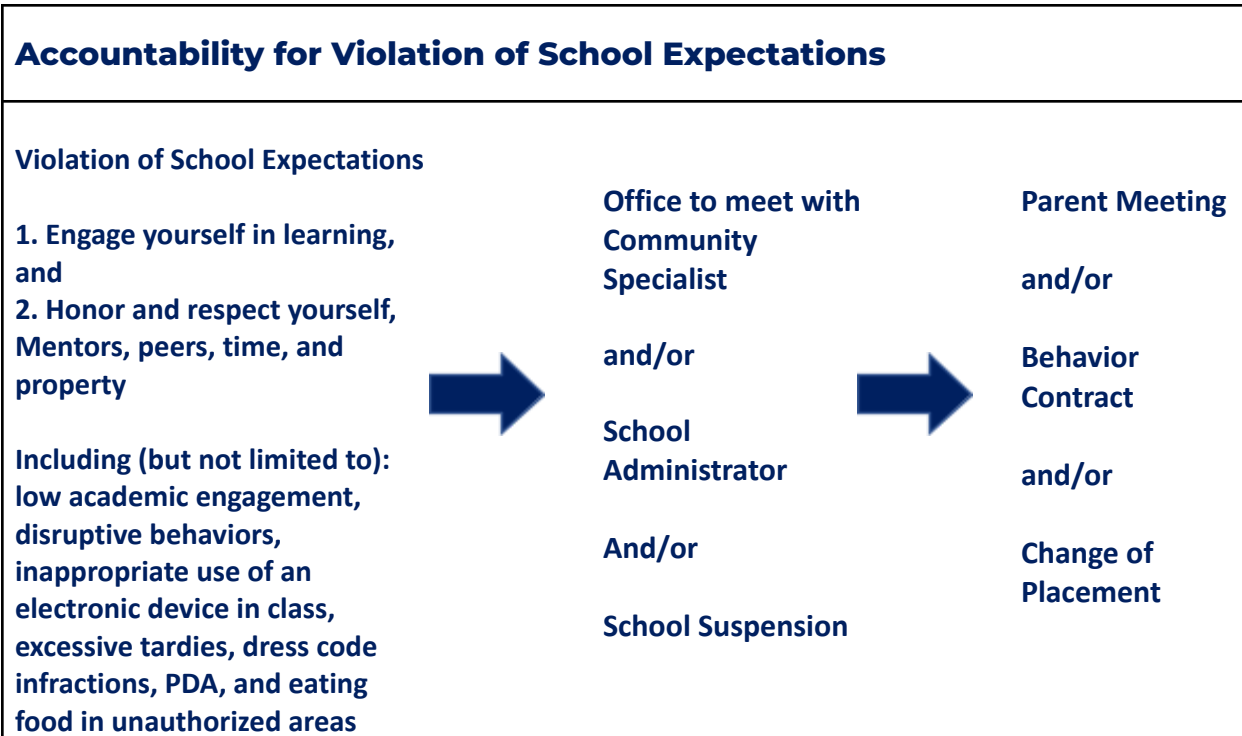 Accountability for Violation of School Expectations
Violation of School Expectations
1. Engage yourself in learning,
and
2. Honor and respect yourself,
Mentors, peers, time, and
property
Including (but not limited to):
low academic engagement,
disruptive behaviors,
inappropriate use of an
electronic device in class,
excessive tardies, dress code
infractions, PDA, and eating
food in unauthorized areas
Office to meet with
Community
Specialist
and/or
School
Administrator
And/or
School Suspension
Parent Meeting
and/or
Behavior
Contract
and/or
Change of
Placement